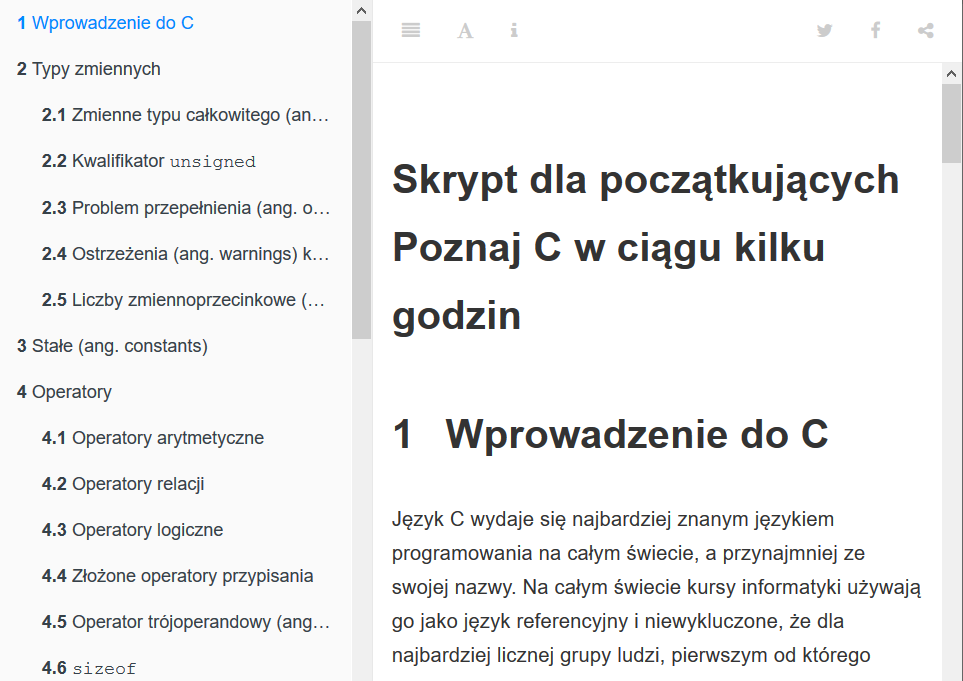 1 Wprowadzenie do C
2 Typy zmiennych
2.1 Zmienne typu całkowitego (an…
2.2 Kwalifikator unsigned
2.3 Problem przepełnienia (ang. o…
2.4 Ostrzeżenia (ang. warnings) k…
2.5 Liczby zmiennoprzecinkowe (…
3 Stałe (ang. constants)
4 Operatory
4.1 Operatory arytmetyczne
4.2 Operatory relacji
4.3 Operatory logiczne
4.4 Złożone operatory przypisania
4.5 Operator trójoperandowy (ang…
4.6 sizeof
Skrypt dla początkujących
Poznaj C w ciągu kilku
godzin
1 Wprowadzenie do C
Język C wydaje się najbardziej znanym językiem
programowania na całym świecie, a przynajmniej ze
swojej nazwy. Na całym świecie kursy informatyki używają
go jako język referencyjny i niewykluczone, że dla
najbardziej licznej grupy ludzi, pierwszym od którego